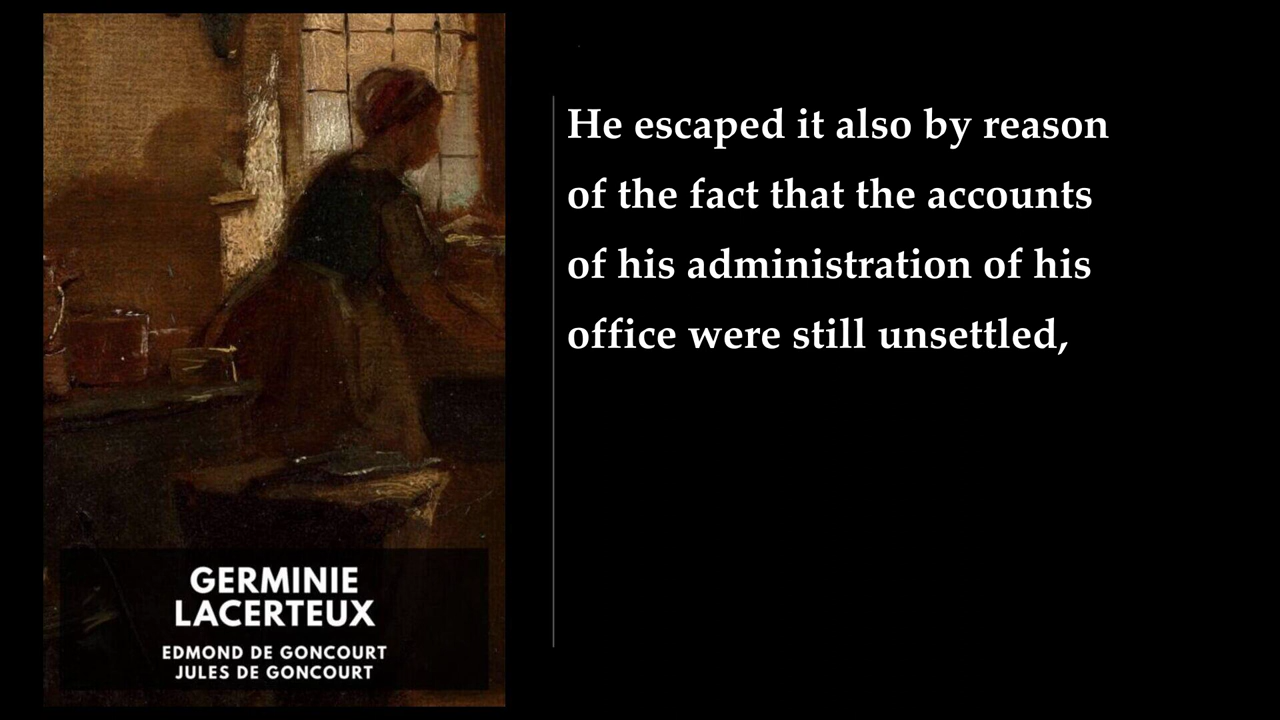 He escaped it also by reason
of the fact that the accounts
of his administration of his
office were still unsettled,
GERMINIE
LACERTEUX
EDMOND DE GONCOURT
JULES DE GONCOURT